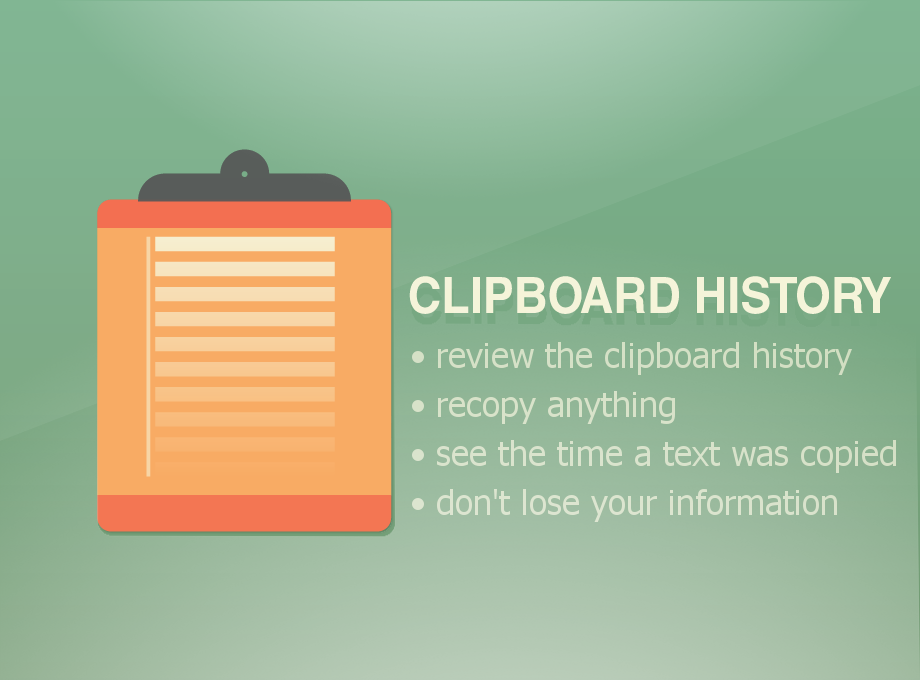 CLIPBOARD HISTORY
• review the clipboard history
• recopy anything
• see the time a text was copied
• don't lose your information